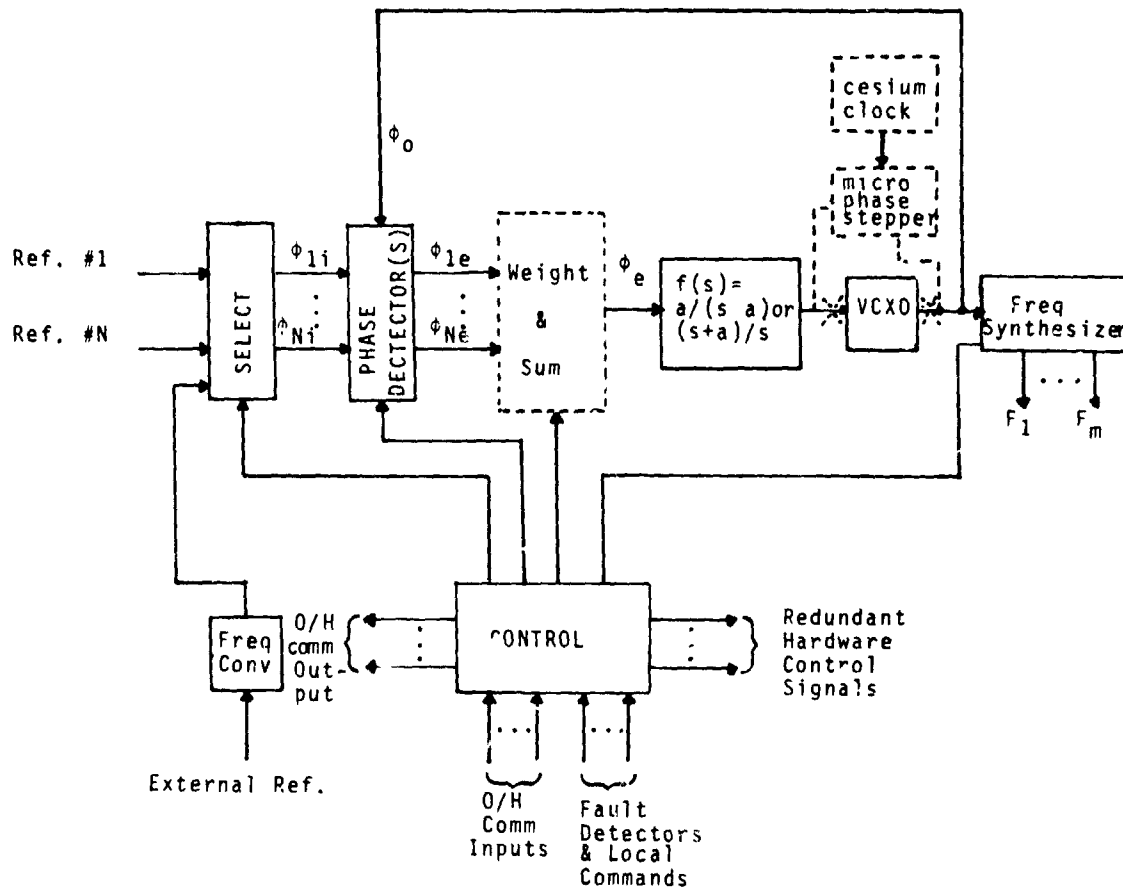 cesium
clock
micro
phase
stepper
ϕo
Ref. #1
Ref. #N
SELECT
ϕ1i
ϕNi
PHASE
DECTECTOR(S)
ϕ1e
ϕNe
Weight
&
Sum
ϕe
f(s)=
a/(s a)or
(s+a)/s
VCXO
Freq
Synthesizer
F1
Fm
Freq
Conv
External Ref.
O/H
comm
Out-
put
CONTROL
Redundant
Hardware
Control
Signals
O/H
Comm
Inputs
Fault
Detectors
& Local
Commands